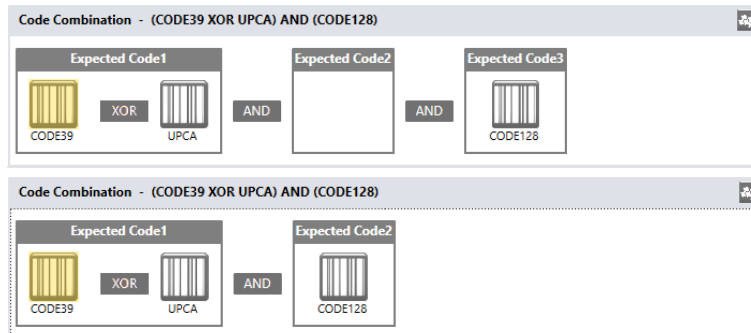 Code Combination - (CODE39 XOR UPCA) AND (CODE128)
Expected Code1 Expected Code2 Expected Code3
XOR AND AND
CODE39 UPCA CODE128
Code Combination - (CODE39 XOR UPCA) AND (CODE128)
Expected Code1 Expected Code2
XOR AND
CODE39 UPCA CODE128